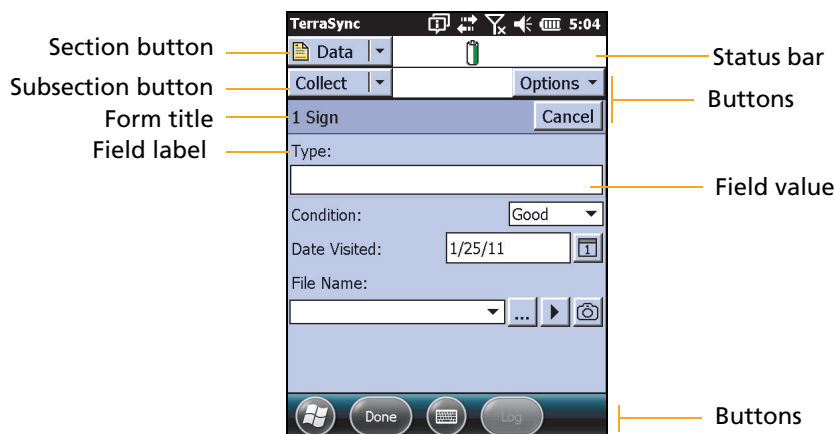 TerraSync 5:04
Section button Data Status bar
Subsection button Collect Options Buttons
Form title 1 Sign Cancel
Field label Type:
Field value
Condition: Good
Date Visited: 1/25/11 1
File Name:
...
Done Log Buttons